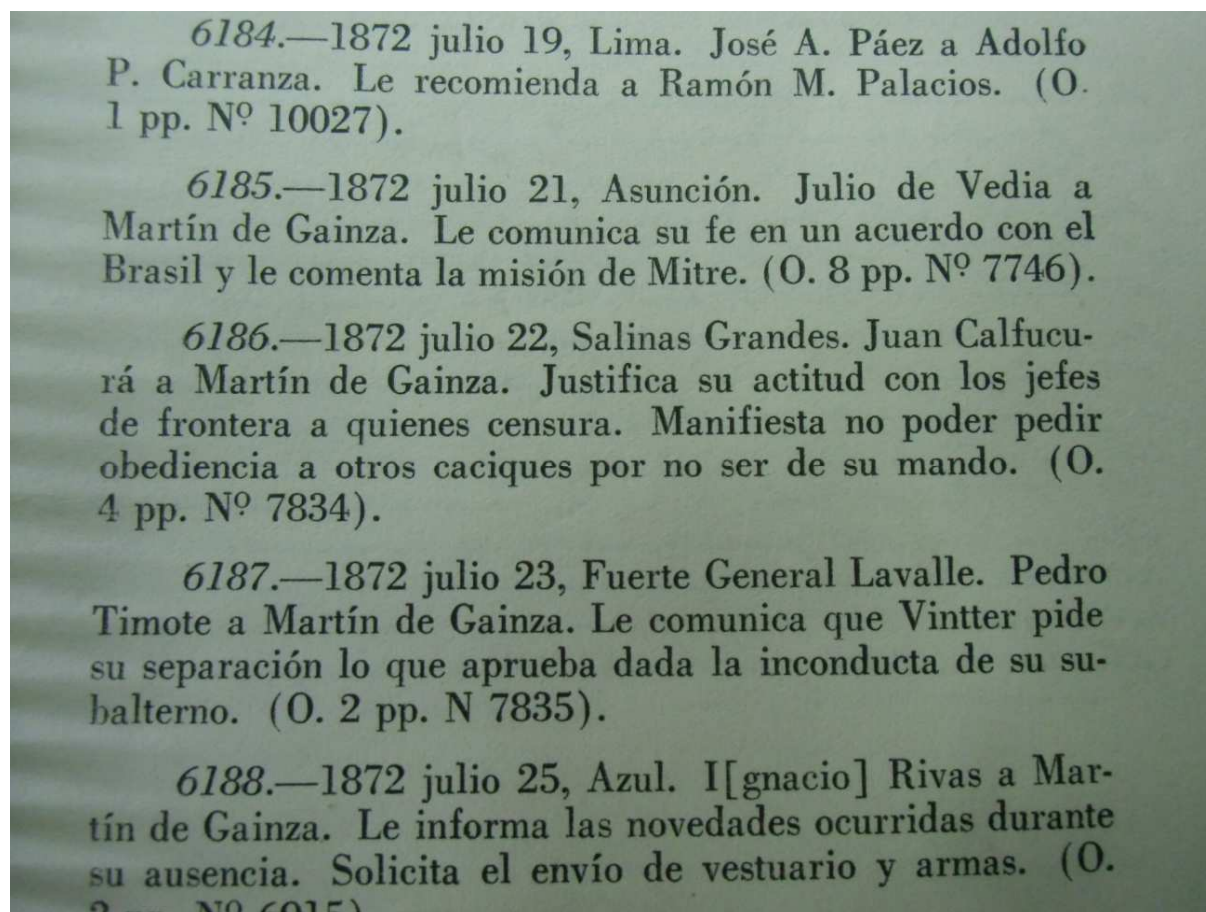 6184.—1872 julio 19, Lima. José A. Páez a Adolfo
P. Carranza. Le recomienda a Ramón M. Palacios. (O.
1 pp. Nº 10027).
6185.—1872 julio 21, Asunción. Julio de Vedia a
Martín de Gainza. Le comunica su fe en un acuerdo con el
Brasil y le comenta la misión de Mitre. (O. 8 pp. Nº 7746).
6186.—1872 julio 22, Salinas Grandes. Juan Calfucu-
rá a Martín de Gainza. Justifica su actitud con los jefes
de frontera a quienes censura. Manifiesta no poder pedir
obediencia a otros caciques por no ser de su mando. (O.
4 pp. Nº 7834).
6187.—1872 julio 23, Fuerte General Lavalle. Pedro
Timote a Martín de Gainza. Le comunica que Vintter pide
su separación lo que aprueba dada la inconducta de su su-
balterno. (O. 2 pp. N 7835).
6188.—1872 julio 25, Azul. I[gnacio] Rivas a Mar-
tín de Gainza. Le informa las novedades ocurridas durante
su ausencia. Solicita el envío de vestuario y armas. (O.
pp. Nº